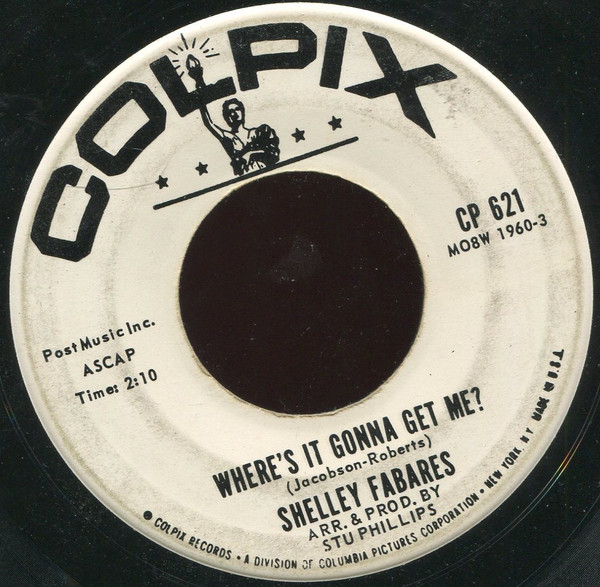 COLPIX
CP 621
MO8W 1960-3
Post Music Inc.
ASCAP
Time: 2:10
WHERE'S IT GONNA GET ME?
(Jacobson-Roberts)
SHELLEY FABARES
ARR. & PROD. BY
STU PHILLIPS
● COLPIX RECORDS • A DIVISION OF COLUMBIA PICTURES CORPORATION • NEW YORK, N.Y. MADE IN U.S.A.